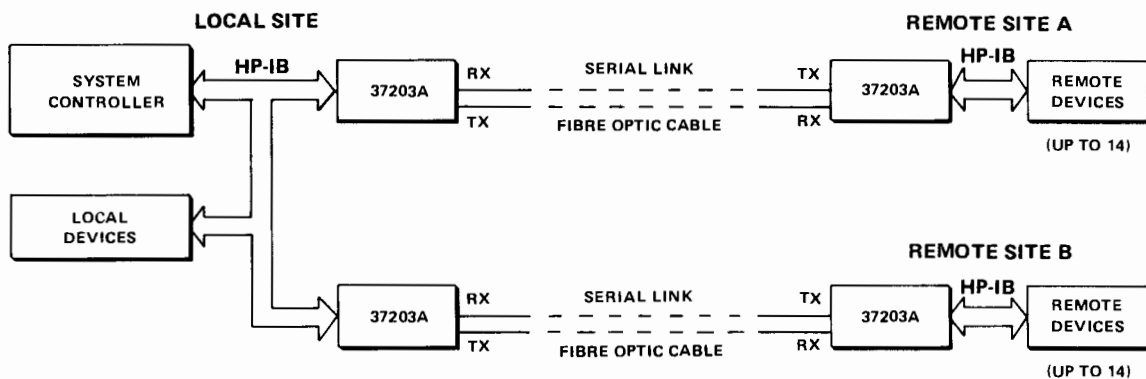 LOCAL SITE
REMOTE SITE A
SYSTEM
CONTROLLER
HP-IB
37203A
RX
TX
SERIAL LINK
FIBRE OPTIC CABLE
TX
RX
37203A
HP-IB
REMOTE
DEVICES
(UP TO 14)
LOCAL
DEVICES
REMOTE SITE B
37203A
RX
TX
SERIAL LINK
FIBRE OPTIC CABLE
TX
RX
37203A
HP-IB
REMOTE
DEVICES
(UP TO 14)